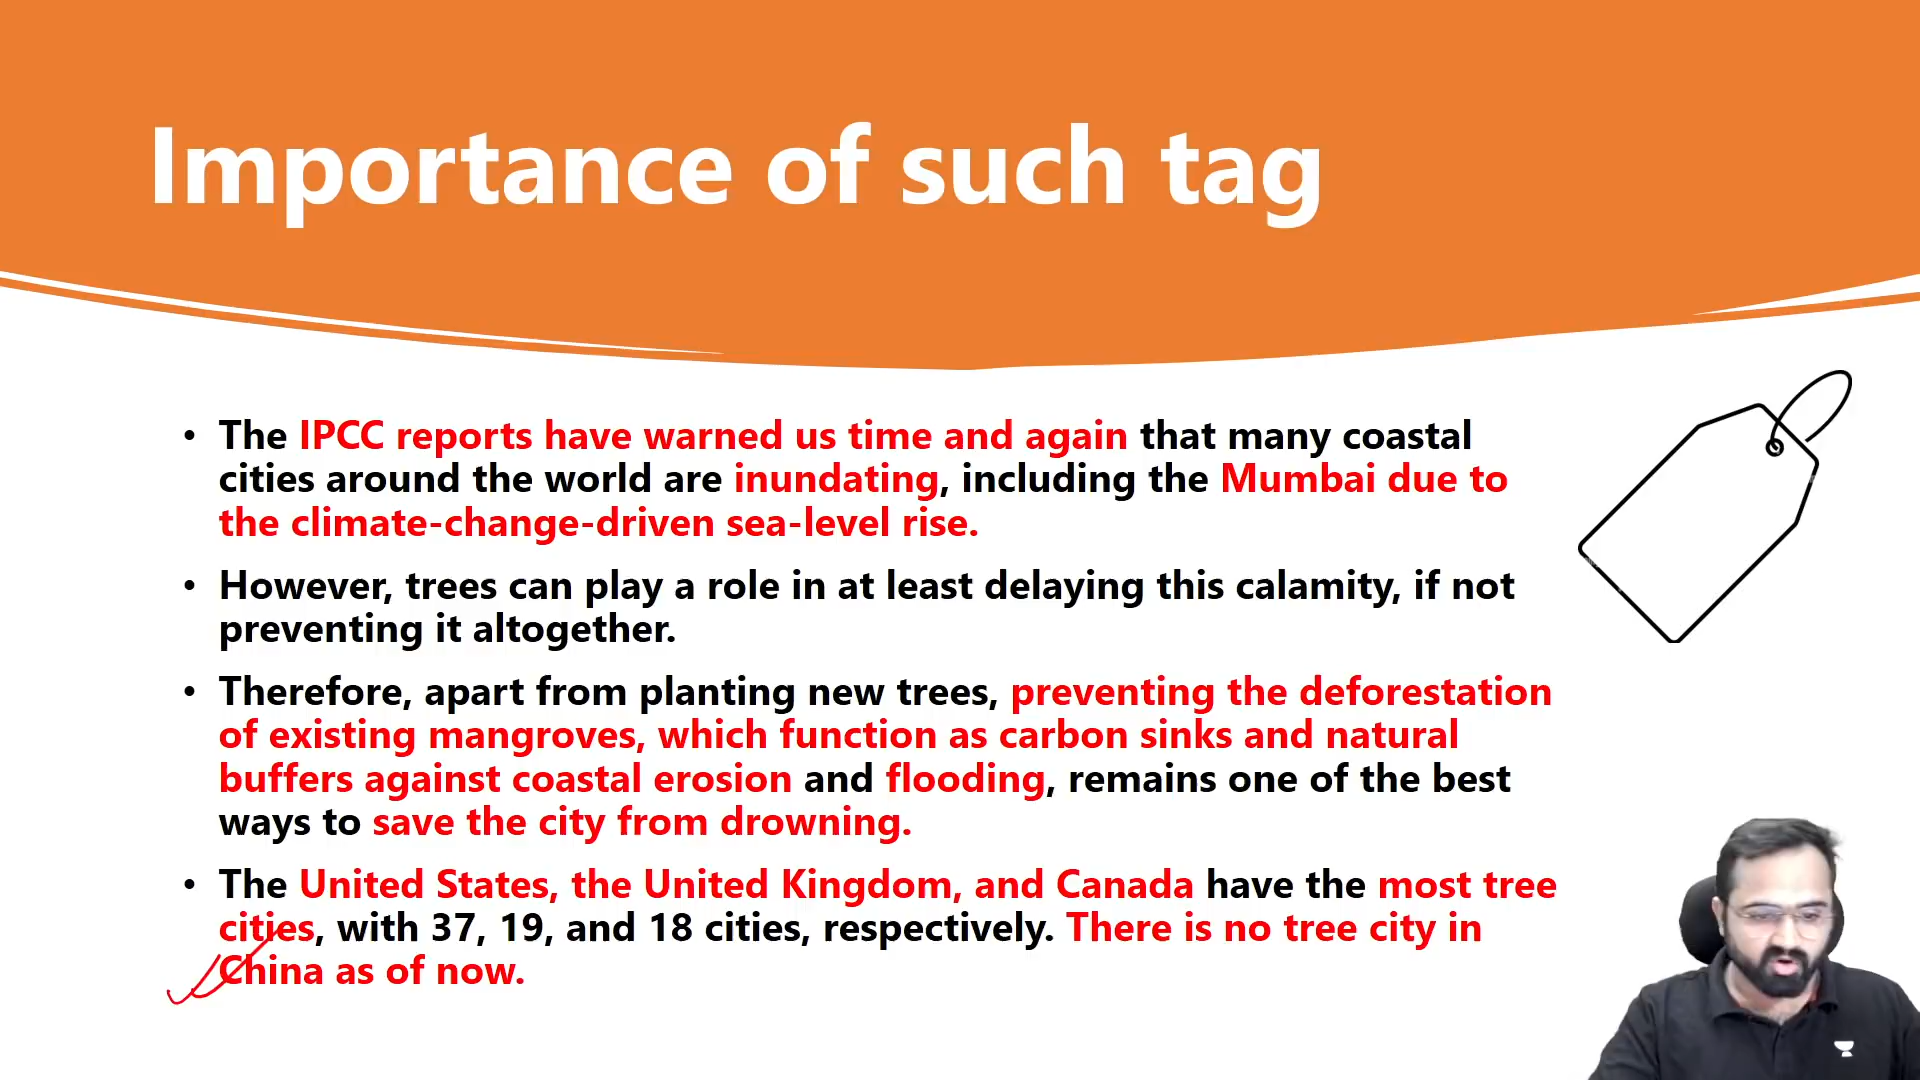 Importance of such tag
• The IPCC reports have warned us time and again that many coastal
cities around the world are inundating, including the Mumbai due to
the climate-change-driven sea-level rise.
• However, trees can play a role in at least delaying this calamity, if not
preventing it altogether.
• Therefore, apart from planting new trees, preventing the deforestation
of existing mangroves, which function as carbon sinks and natural
buffers against coastal erosion and flooding, remains one of the best
ways to save the city from drowning.
• The United States, the United Kingdom, and Canada have the most tree
cities, with 37, 19, and 18 cities, respectively. There is no tree city in
China as of now.